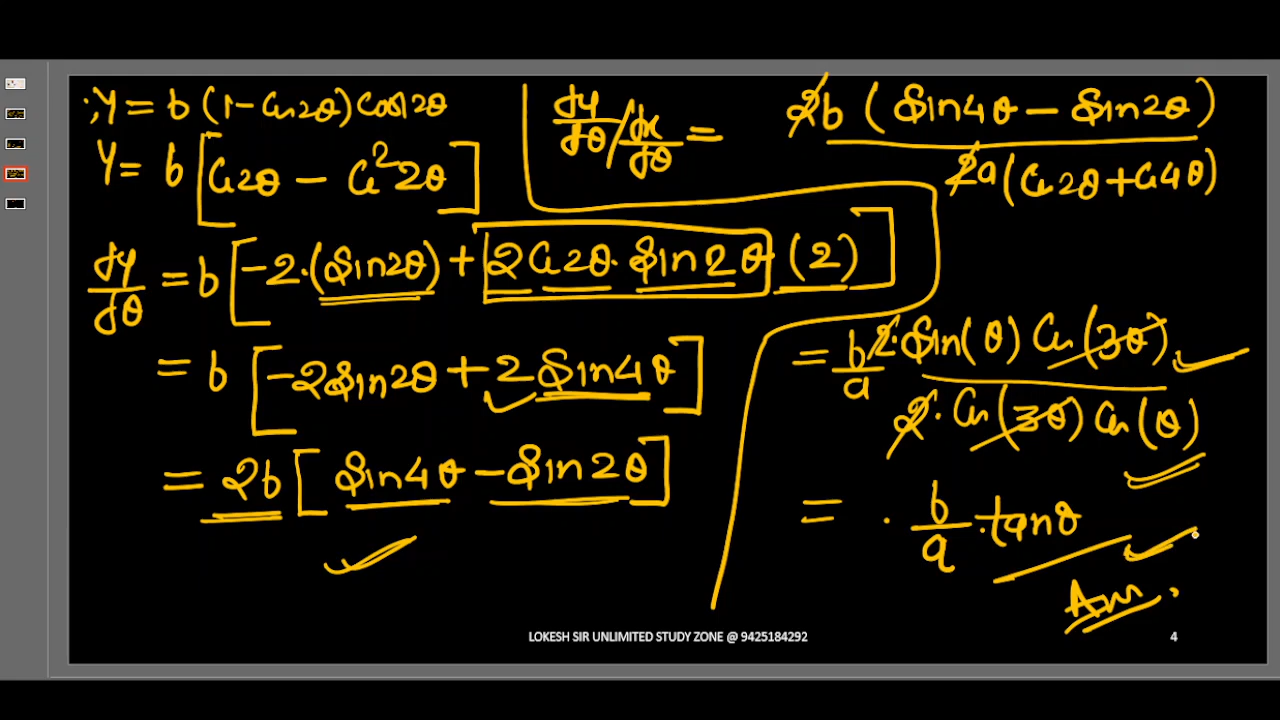 ; y = b (1 - Cos2θ) Cos2θ
y = b [Cos2θ - Cos²2θ]
dy/dθ = b [-2.(Sin2θ) + 2Cos2θ. Sin2θ (2)]
= b [-2Sin2θ + 2Sin4θ]
= 2b [Sin4θ - Sin2θ]
dy/dθ / dx/dθ = 2b (Sin4θ - Sin2θ)
2a (Cos2θ + Cos4θ)
= b/a 2.Sin(θ) Cos(3θ)
2. Cos(3θ) Cos(θ)
= . b/a .tanθ
Ans.
LOKESH SIR UNLIMITED STUDY ZONE @ 9425184292
4